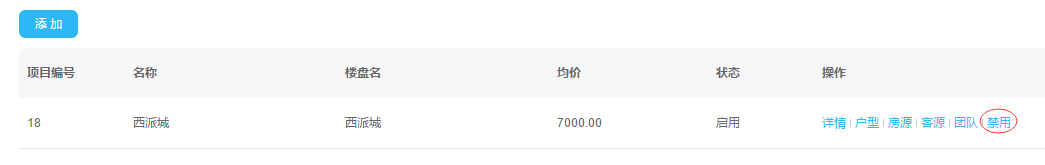 添加
项目编号 名称 楼盘名 均价 状态 操作
18 西派城 西派城 7000.00 启用 详情 | 户型 | 房源 | 客源 | 团队 | 禁用